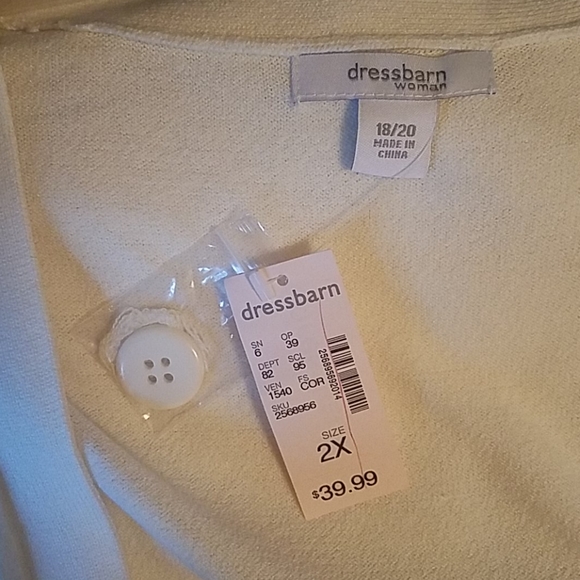 dressbarn
woman
18/20
MADE IN
CHINA
dressbarn
SN OP
6 39
DEPT SCL
82 95
VEN FS
1540 COR
SKU
2568956
SIZE
2X
$39.99